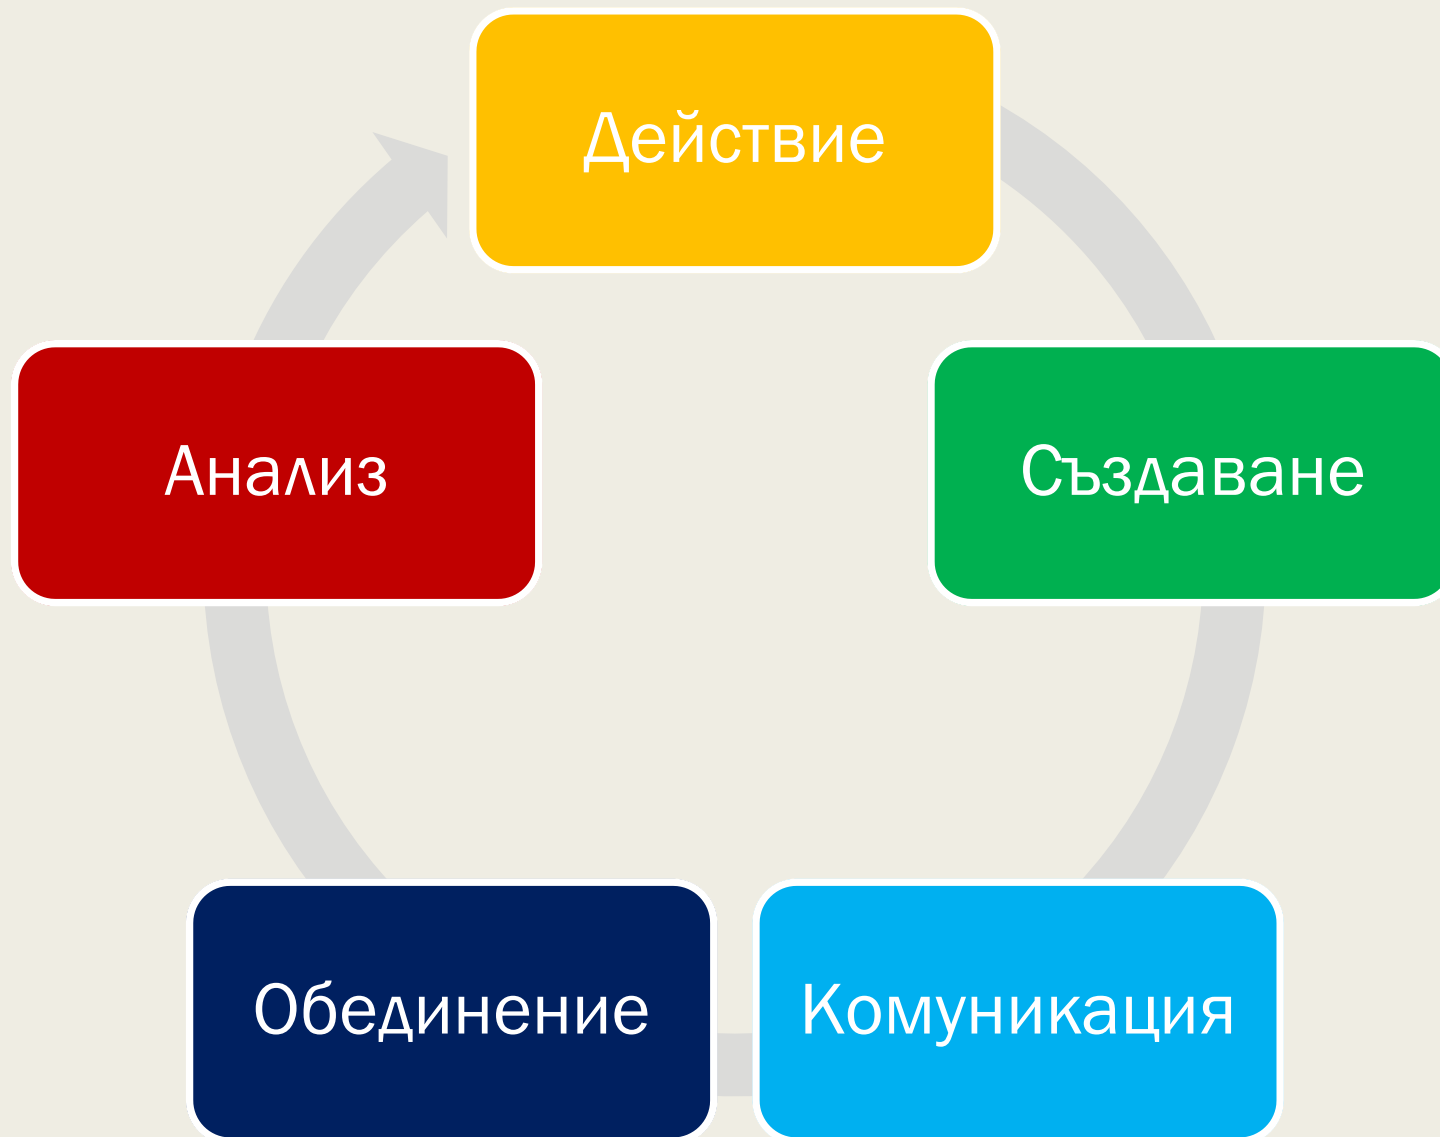 Действие
Анализ
Създаване
Обединение
Комуникация